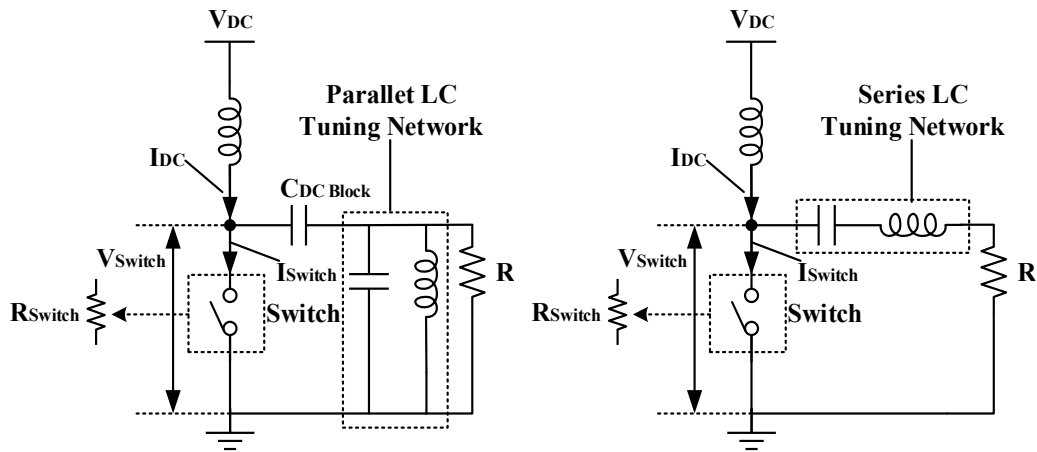 VDC
Parallet LC
Tuning Network
IDC
CDC Block
VSwitch
ISwitch
R
RSwitch
Switch
VDC
Series LC
Tuning Network
IDC
VSwitch
ISwitch
R
RSwitch
Switch